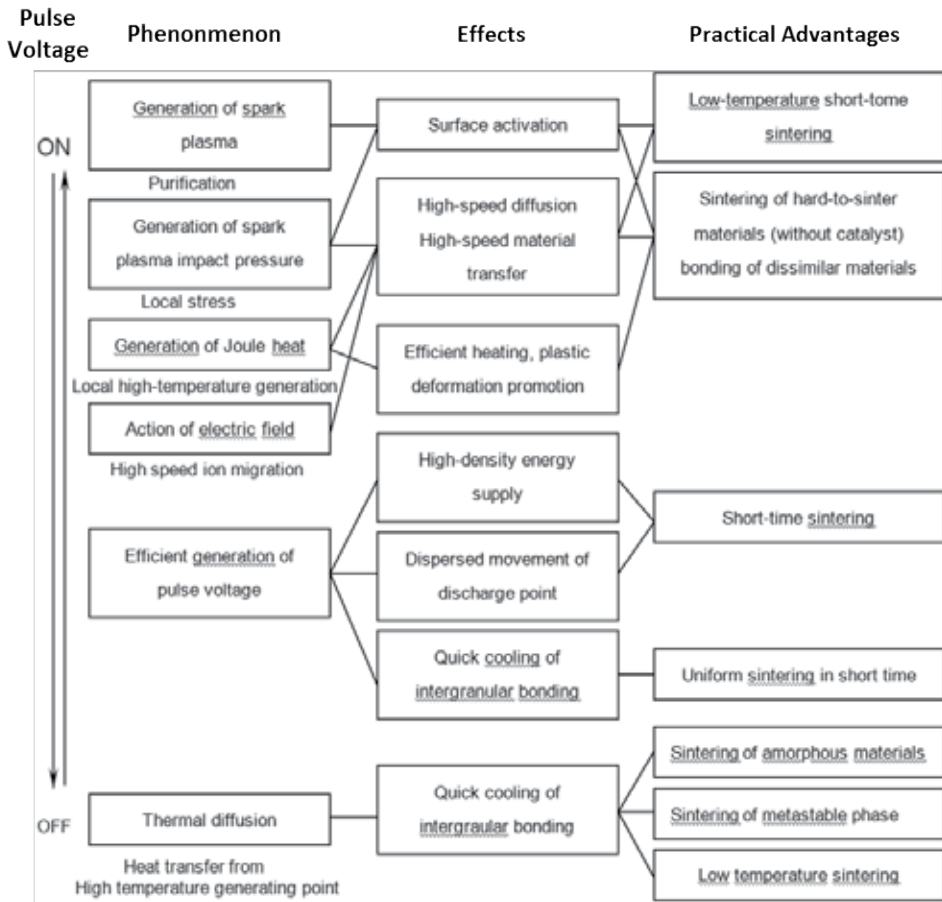 Pulse
Voltage
Phenonmenon
Effects
Practical Advantages
ON
OFF
Generation of spark
plasma
Purification
Generation of spark
plasma impact pressure
Local stress
Generation of Joule heat
Local high-temperature generation
Action of electric field
High speed ion migration
Efficient generation of
pulse voltage
Thermal diffusion
Heat transfer from
High temperature generating point
Surface activation
High-speed diffusion
High-speed material
transfer
Efficient heating, plastic
deformation promotion
High-density energy
supply
Dispersed movement of
discharge point
Quick cooling of
intergranular bonding
Quick cooling of
intergraular bonding
Low-temperature short-tome
sintering
Sintering of hard-to-sinter
materials (without catalyst)
bonding of dissimilar materials
Short-time sintering
Uniform sintering in short time
Sintering of amorphous materials
Sintering of metastable phase
Low temperature sintering